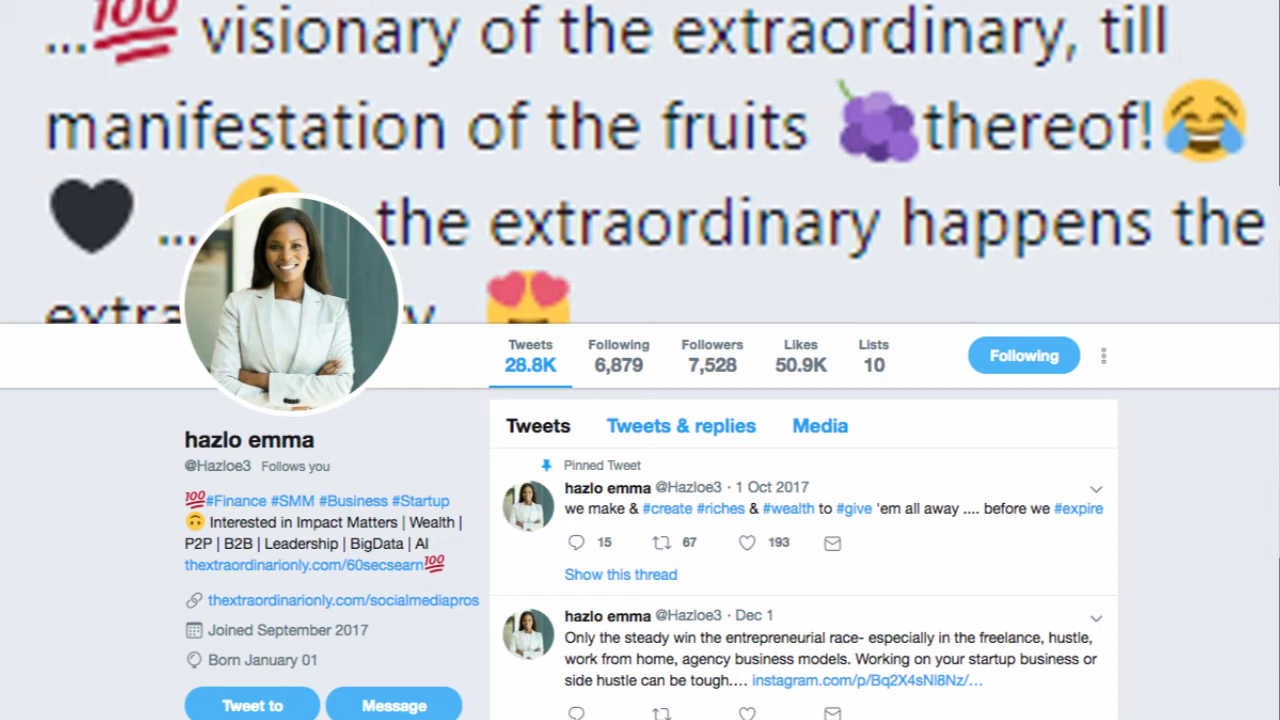 ...💯 visionary of the extraordinary, till
manifestation of the fruits 🍇thereof!😂
🖤 ... the extraordinary happens the
Tweets Following Followers Likes Lists
28.8K 6,879 7,528 50.9K 10
Following
hazlo emma
@Hazloe3 Follows you
💯#Finance #SMM #Business #Startup
🙃 Interested in Impact Matters | Wealth |
P2P | B2B | Leadership | BigData | AI
thextraordinarionly.com/60secsearn💯
thextraordinarionly.com/socialmediapros
Joined September 2017
Born January 01
Tweet to Message
Tweets Tweets & replies Media
Pinned Tweet
hazlo emma @Hazloe3 · 1 Oct 2017
we make & #create #riches & #wealth to #give 'em all away .... before we #expire
15 67 193
Show this thread
hazlo emma @Hazloe3 · Dec 1
Only the steady win the entrepreneurial race- especially in the freelance, hustle,
work from home, agency business models. Working on your startup business or
side hustle can be tough.... instagram.com/p/Bq2X4sNl8Nz/...